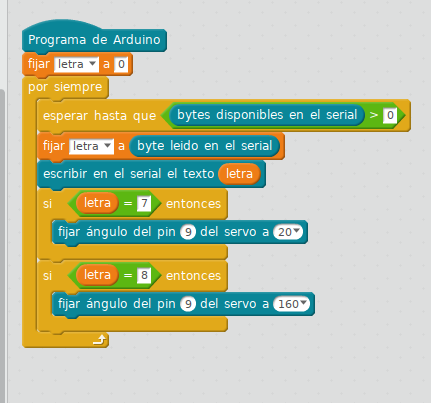 Programa de Arduino
fijar letra a 0
por siempre
esperar hasta que bytes disponibles en el serial > 0
fijar letra a byte leido en el serial
escribir en el serial el texto letra
si letra = 7 entonces
fijar ángulo del pin 9 del servo a 20
si letra = 8 entonces
fijar ángulo del pin 9 del servo a 160